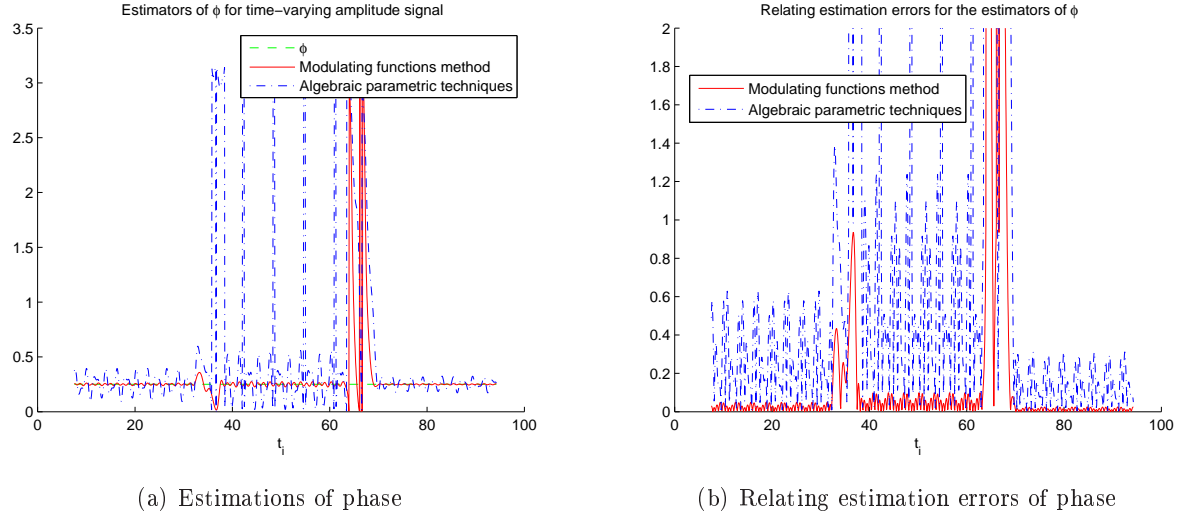 Estimators of ϕ for time−varying amplitude signal
ϕ
Modulating functions method
Algebraic parametric techniques
3.5
3
2.5
2
1.5
1
0.5
0
0 20 40 60 80 100
t_i
(a) Estimations of phase
Relating estimation errors for the estimators of ϕ
Modulating functions method
Algebraic parametric techniques
2
1.8
1.6
1.4
1.2
1
0.8
0.6
0.4
0.2
0
0 20 40 60 80 100
t_i
(b) Relating estimation errors of phase